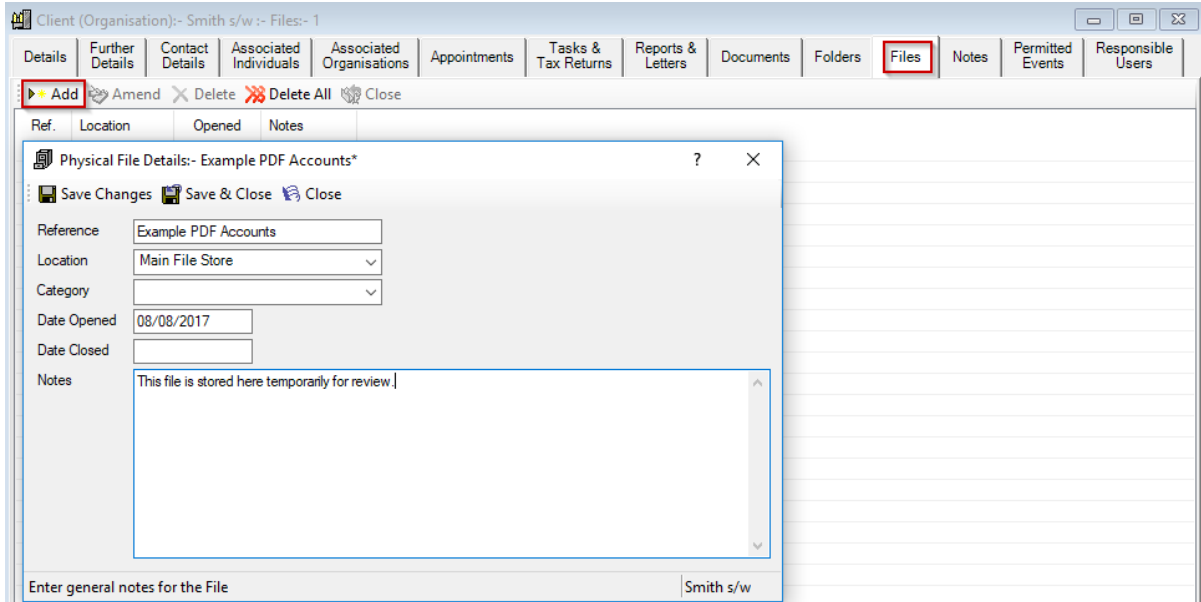 Client (Organisation):- Smith s/w :- Files:- 1
Details
Further Details
Contact Details
Associated Individuals
Associated Organisations
Appointments
Tasks & Tax Returns
Reports & Letters
Documents
Folders
Files
Notes
Permitted Events
Responsible Users
Add Amend Delete Delete All Close
Ref. Location Opened Notes
Physical File Details:- Example PDF Accounts* ?
Save Changes Save & Close Close
Reference Example PDF Accounts
Location Main File Store
Category
Date Opened 08/08/2017
Date Closed
Notes This file is stored here temporarily for review.
Enter general notes for the File Smith s/w